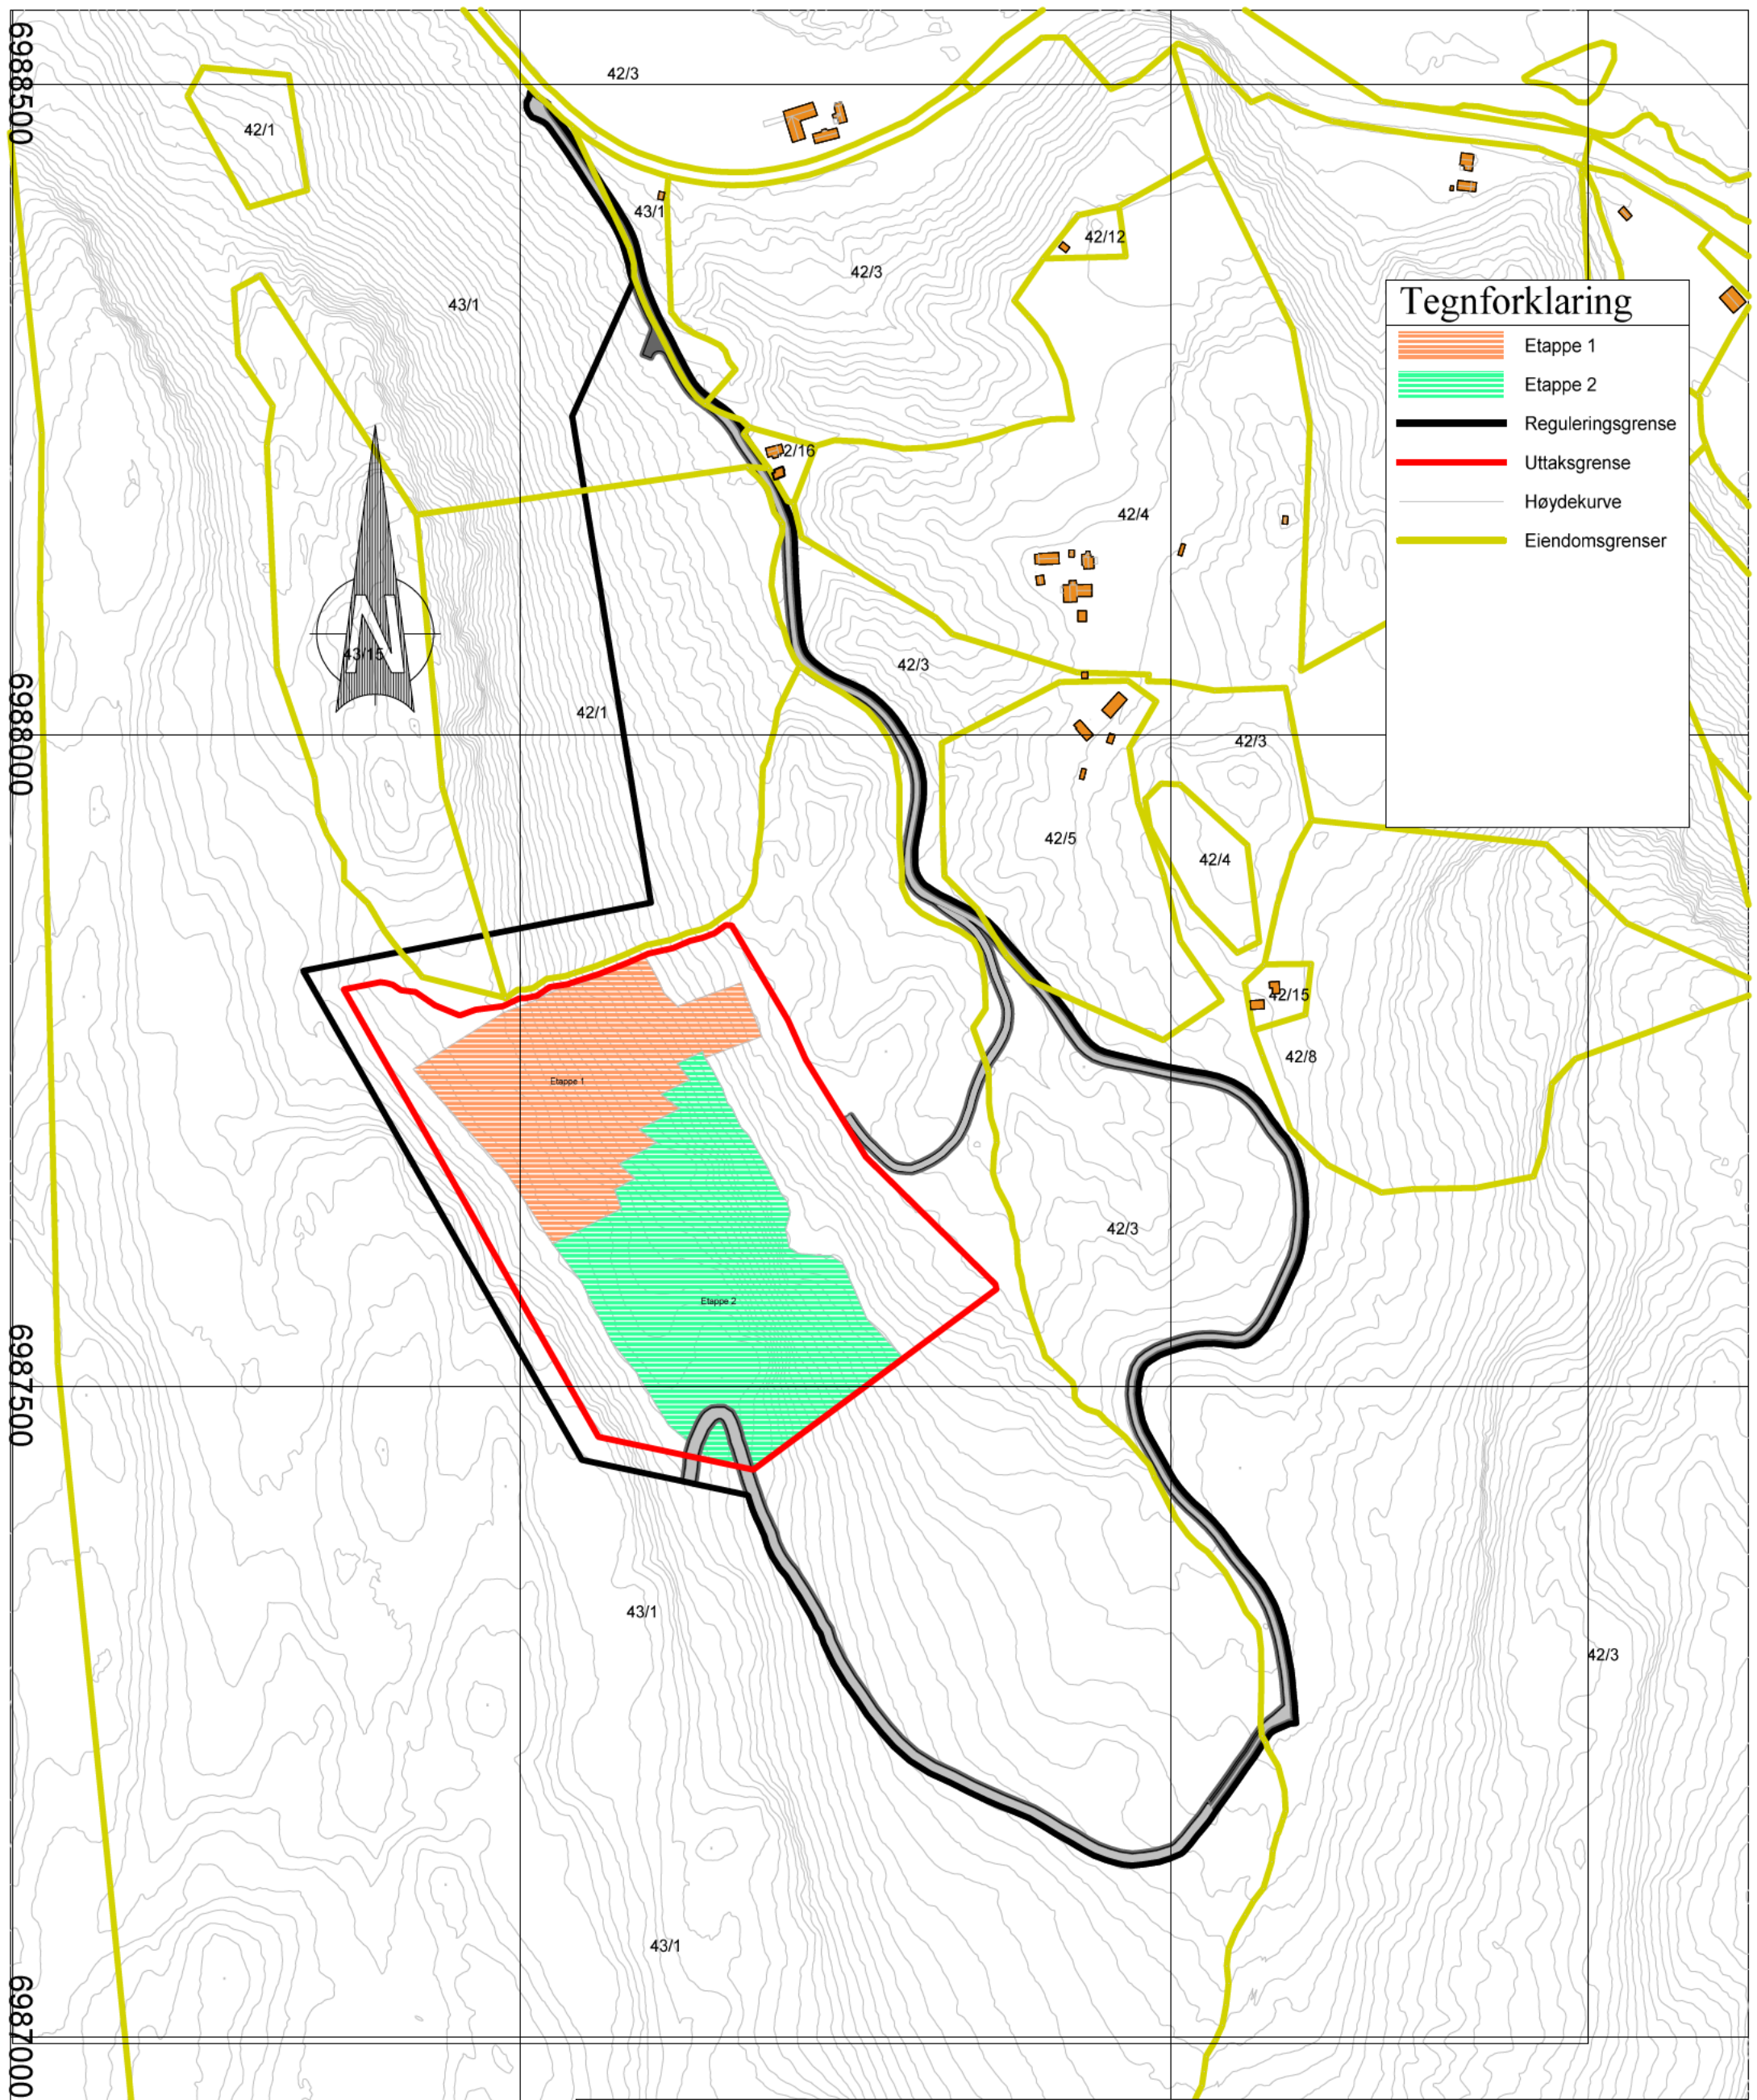 6988500
42/3
42/1
43/1
42/12
42/3
43/1
Tegnforklaring
Etappe 1
Etappe 2
Reguleringsgrense
Uttaksgrense
Høydekurve
Eiendomsgrenser
2/16
42/4
N
43/15
42/3
42/1
6988000
42/3
42/5
42/4
42/15
42/8
Etappe 1
42/3
Etappe 2
6987500
43/1
42/3
43/1
6987000